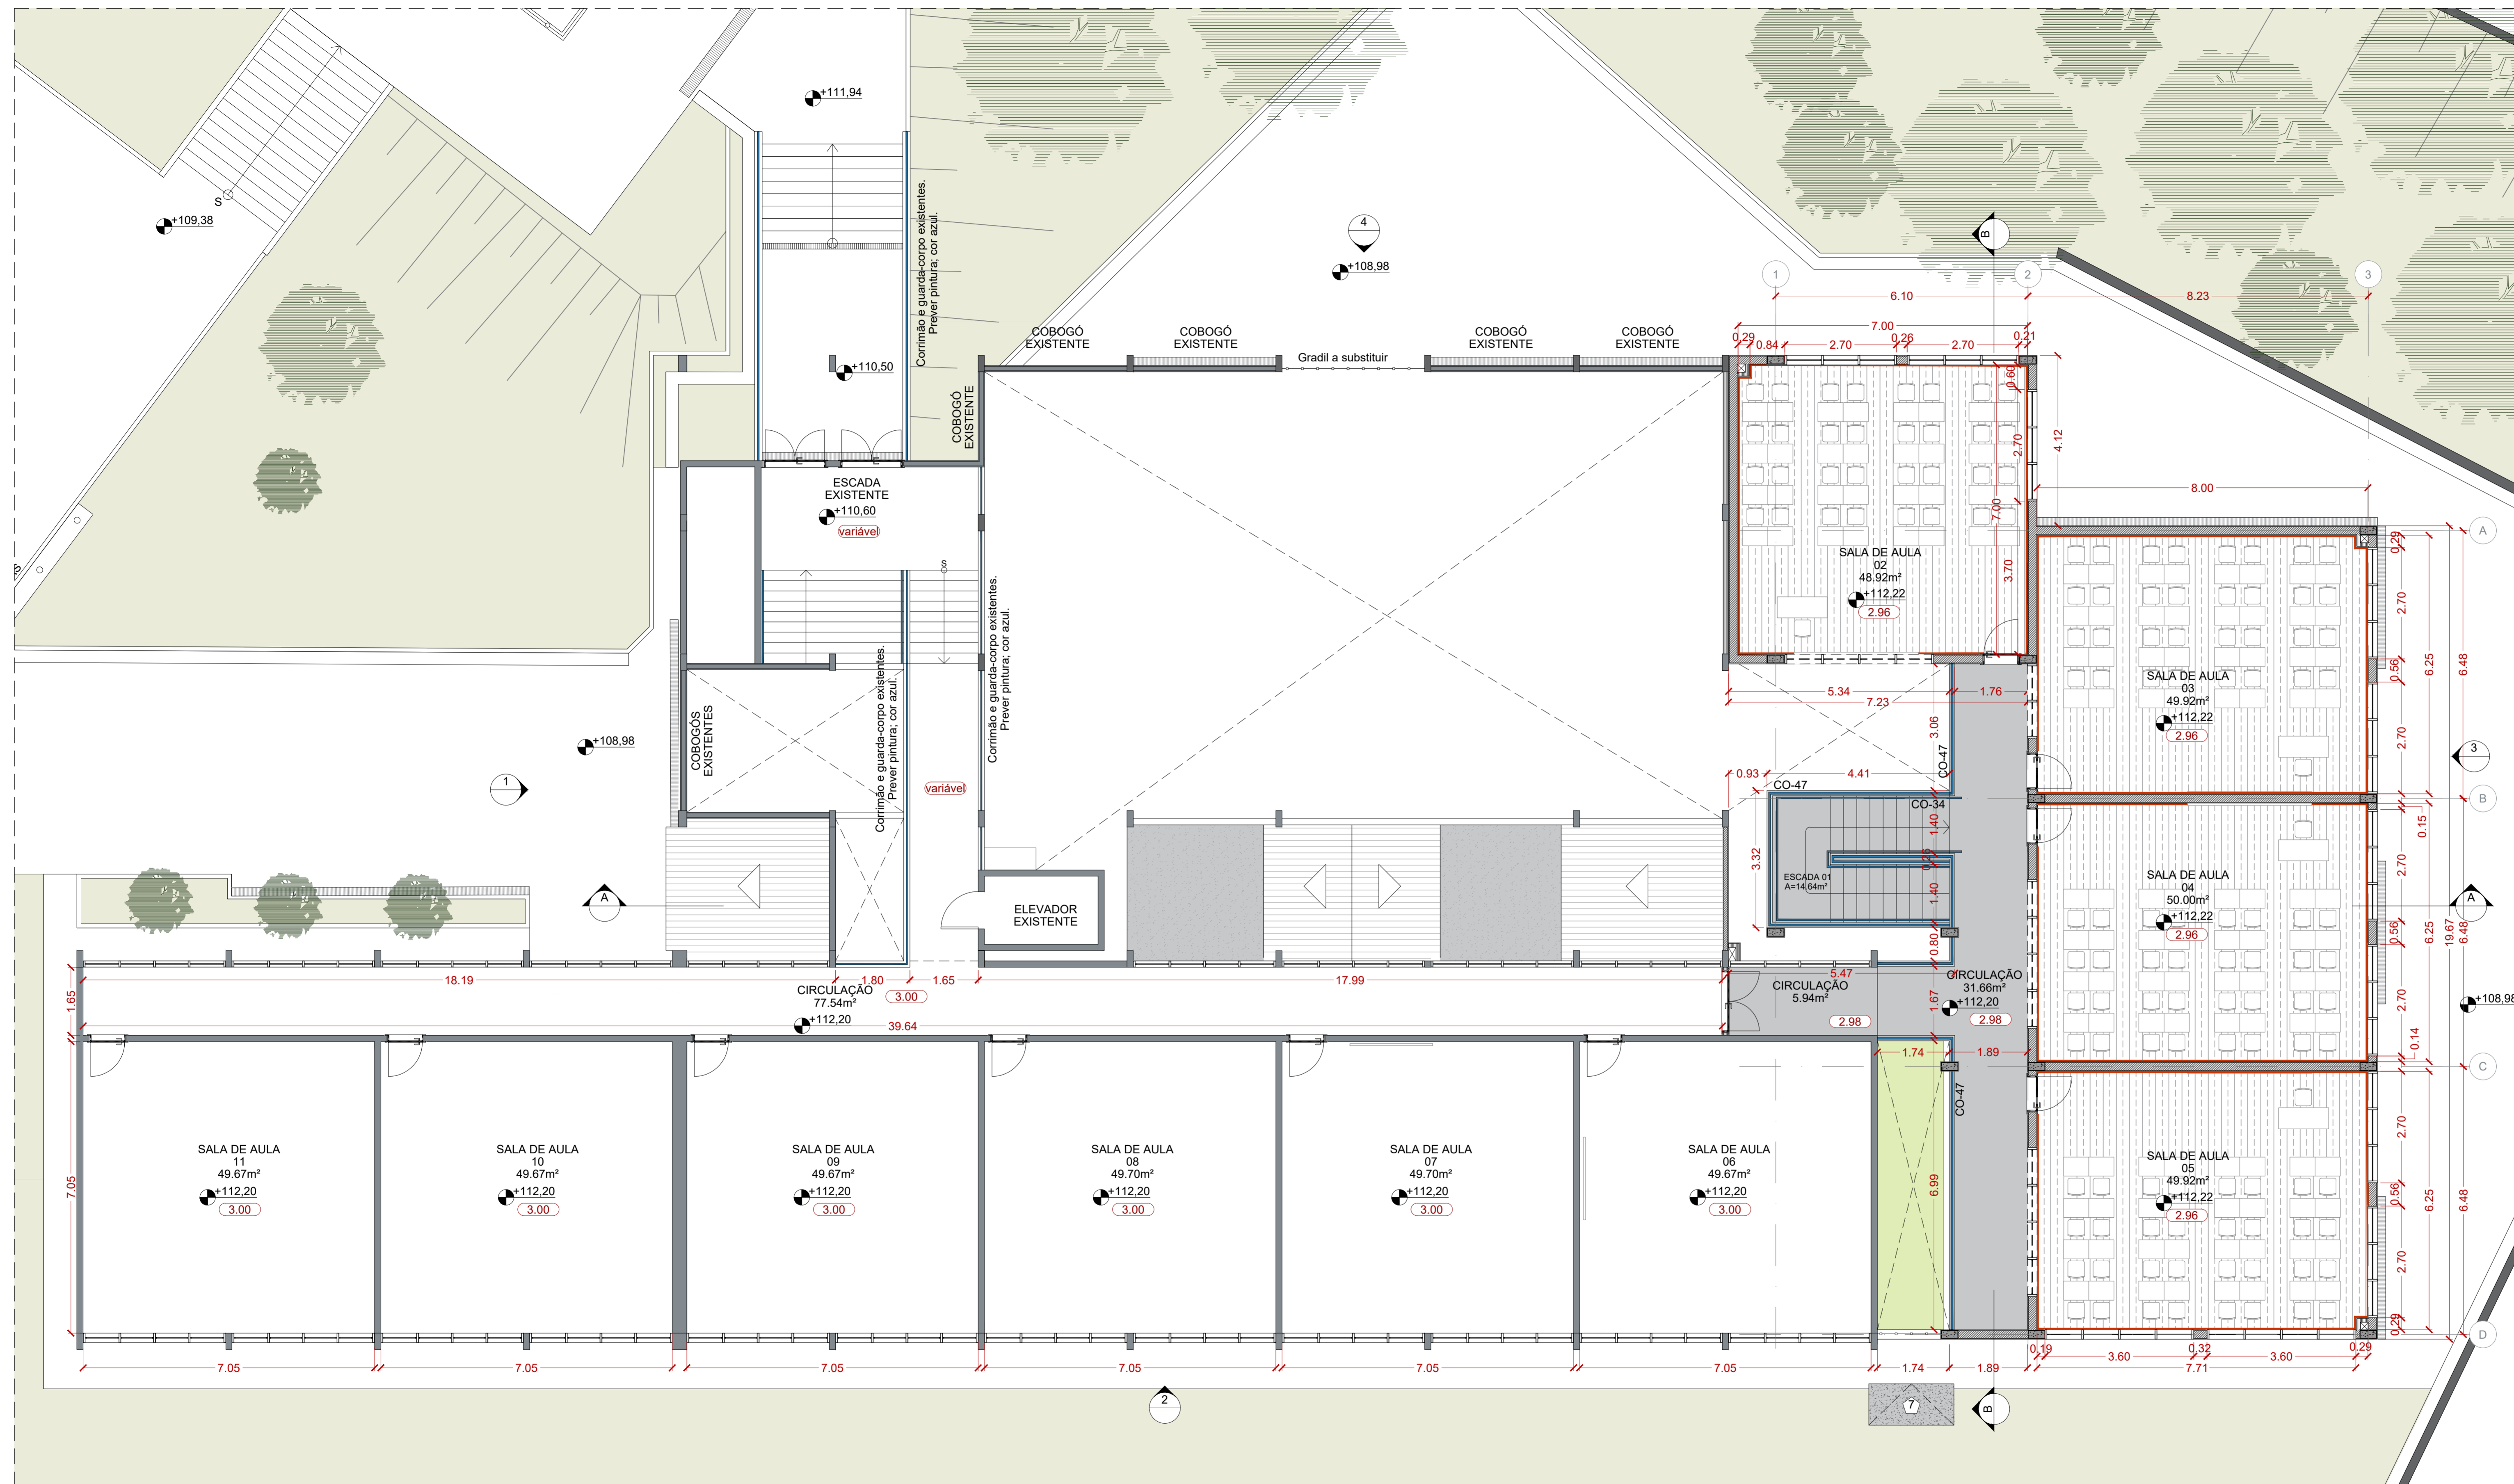 +111,94
+109,38
S
Corrimão e guarda-corpo existentes.
Prever pintura; cor azul.
4
+108,98
B
1
2
3
6.10
8.23
7.00
0.29
0.84
2.70
0.26
2.70
0.21
COBOGÓ
EXISTENTE
COBOGÓ
EXISTENTE
Gradil a substituir
COBOGÓ
EXISTENTE
COBOGÓ
EXISTENTE
+110,50
COBOGÓ
EXISTENTE
0.60
2.70
4.12
7.00
3.70
8.00
ESCADA
EXISTENTE
+110,60
variável
S
SALA DE AULA
02
48.92m²
+112,22
2.96
A
0.29
2.70
6.25
6.48
0.56
2.70
SALA DE AULA
03
49.92m²
+112,22
2.96
3
Corrimão e guarda-corpo existentes.
Prever pintura; cor azul.
Corrimão e guarda-corpo existentes.
Prever pintura; cor azul.
COBOGÓS
EXISTENTES
+108,98
1
variável
5.34
1.76
7.23
3.06
CO-47
0.93
4.41
CO-47
CO-34
1.40
0.26
1.40
3.32
ESCADA 01
A=14,64m²
0.80
B
0.15
2.70
SALA DE AULA
04
50.00m²
+112,22
2.96
0.56
6.25
19.67
6.48
A
2.70
+108,98
0.14
A
ELEVADOR
EXISTENTE
18.19
1.80
1.65
17.99
1.65
CIRCULAÇÃO
77.54m²
3.00
+112,20
39.64
5.47
CIRCULAÇÃO
5.94m²
2.98
1.67
CIRCULAÇÃO
31.66m²
+112,20
2.98
1.74
1.89
C
CO-47
6.99
7.05
SALA DE AULA
11
49.67m²
+112,20
3.00
SALA DE AULA
10
49.67m²
+112,20
3.00
SALA DE AULA
09
49.67m²
+112,20
3.00
SALA DE AULA
08
49.70m²
+112,20
3.00
SALA DE AULA
07
49.70m²
+112,20
3.00
SALA DE AULA
06
49.67m²
+112,20
3.00
SALA DE AULA
05
49.92m²
+112,22
2.96
2.70
0.56
6.25
6.48
2.70
0.29
D
7.05
7.05
7.05
7.05
7.05
7.05
1.74
1.89
0.19
3.60
0.32
3.60
0.29
7.71
2
7
B